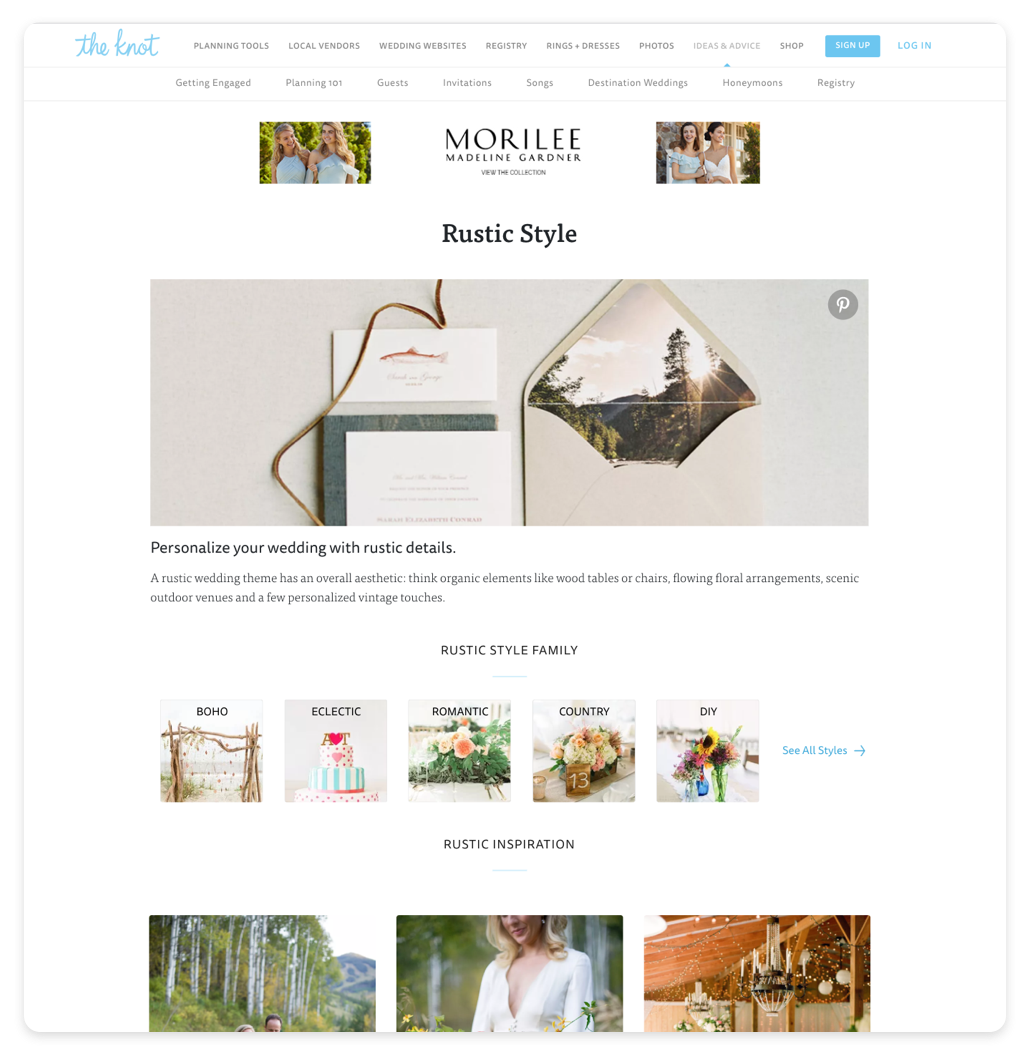 the knot
PLANNING TOOLS LOCAL VENDORS WEDDING WEBSITES REGISTRY RINGS + DRESSES PHOTOS IDEAS & ADVICE SHOP SIGN UP LOG IN
Getting Engaged Planning 101 Guests Invitations Songs Destination Weddings Honeymoons Registry
MORILEE
MADELINE GARDNER
VIEW THE COLLECTION
Rustic Style
Sarah Elizabeth Conrad
Personalize your wedding with rustic details.
A rustic wedding theme has an overall aesthetic: think organic elements like wood tables or chairs, flowing floral arrangements, scenic
outdoor venues and a few personalized vintage touches.
RUSTIC STYLE FAMILY
BOHO ECLECTIC ROMANTIC COUNTRY DIY
A T
13
See All Styles →
RUSTIC INSPIRATION